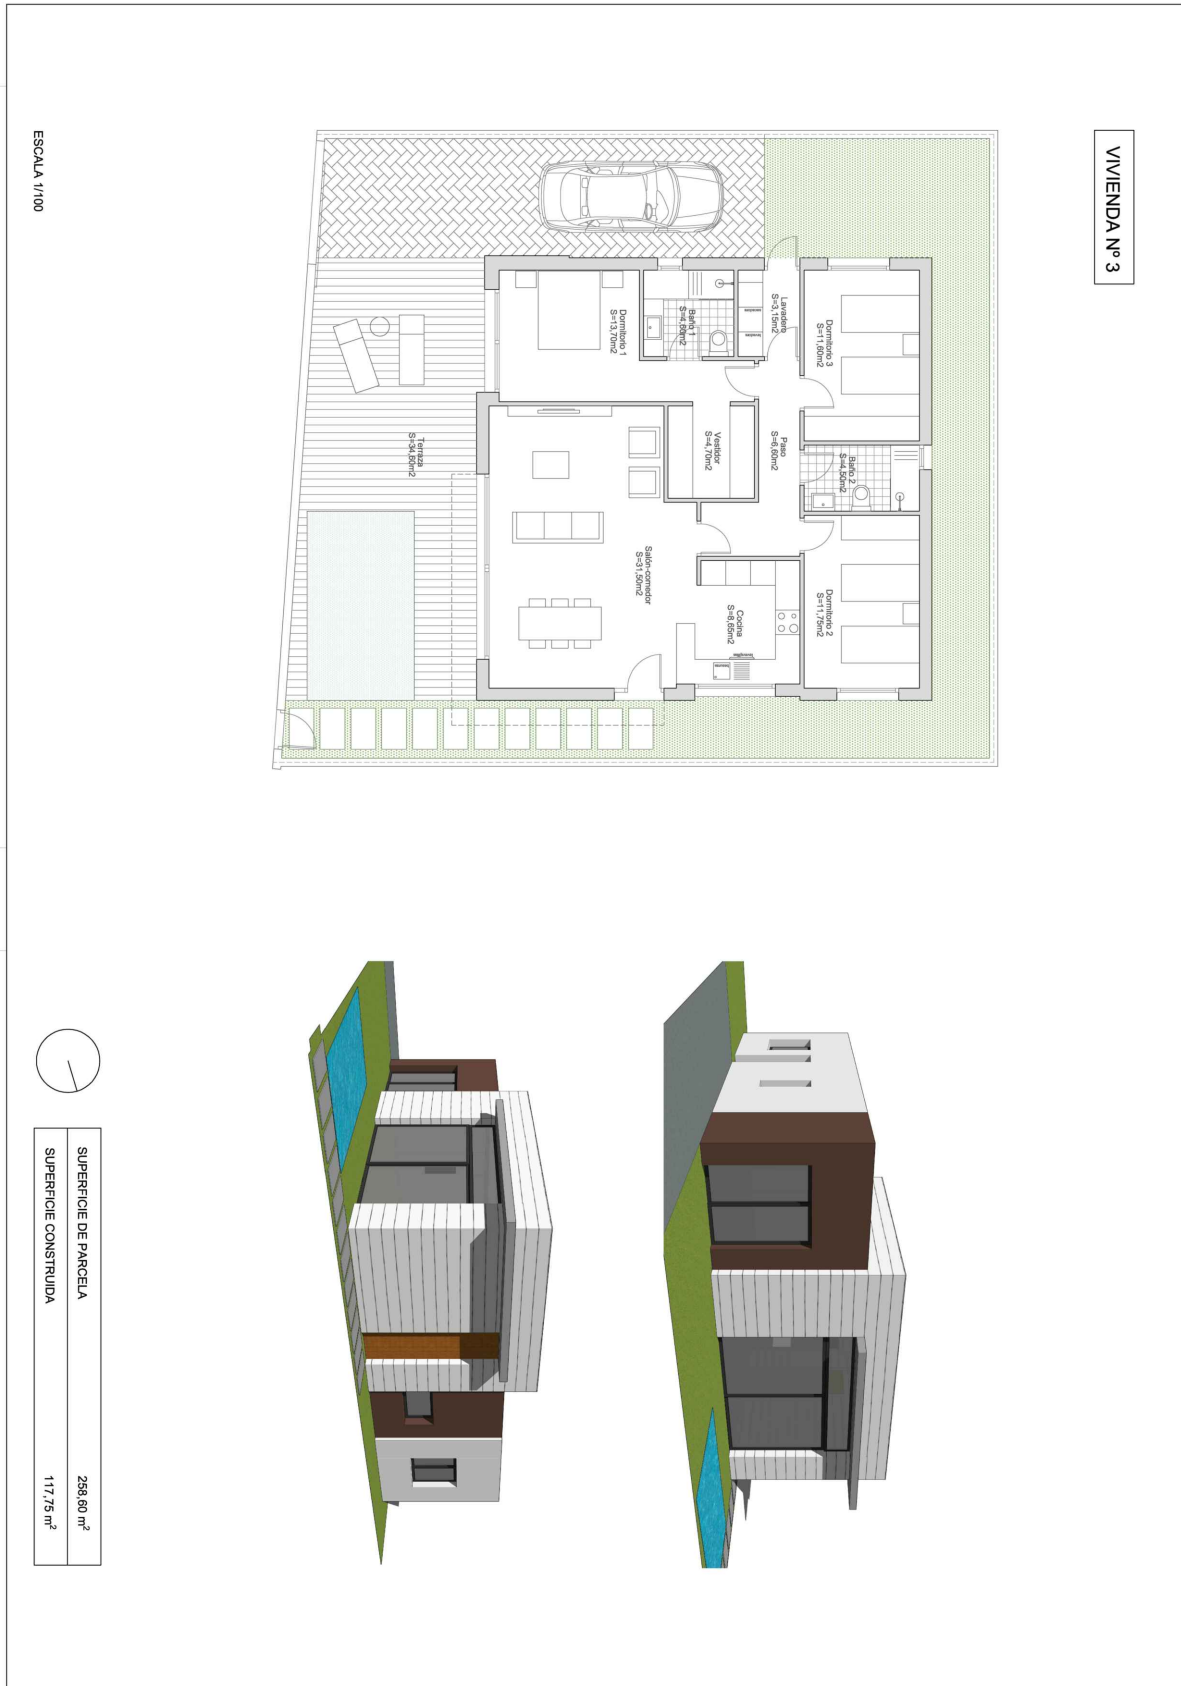 VIVIENDA Nº 3
Dormitorio 3
S=11,60m2
Baño 2
S=4,50m2
Dormitorio 2
S=11,75m2
Lavadero
S=3,15m2
Paso
S=6,60m2
Cocina
S=8,65m2
Baño 1
S=4,60m2
Vestidor
S=4,70m2
Dormitorio 1
S=13,70m2
Salón-comedor
S=31,50m2
Terraza
S=34,60m2
ESCALA 1/100
SUPERFICIE DE PARCELA 258,60 m²
SUPERFICIE CONSTRUIDA 117,75 m²